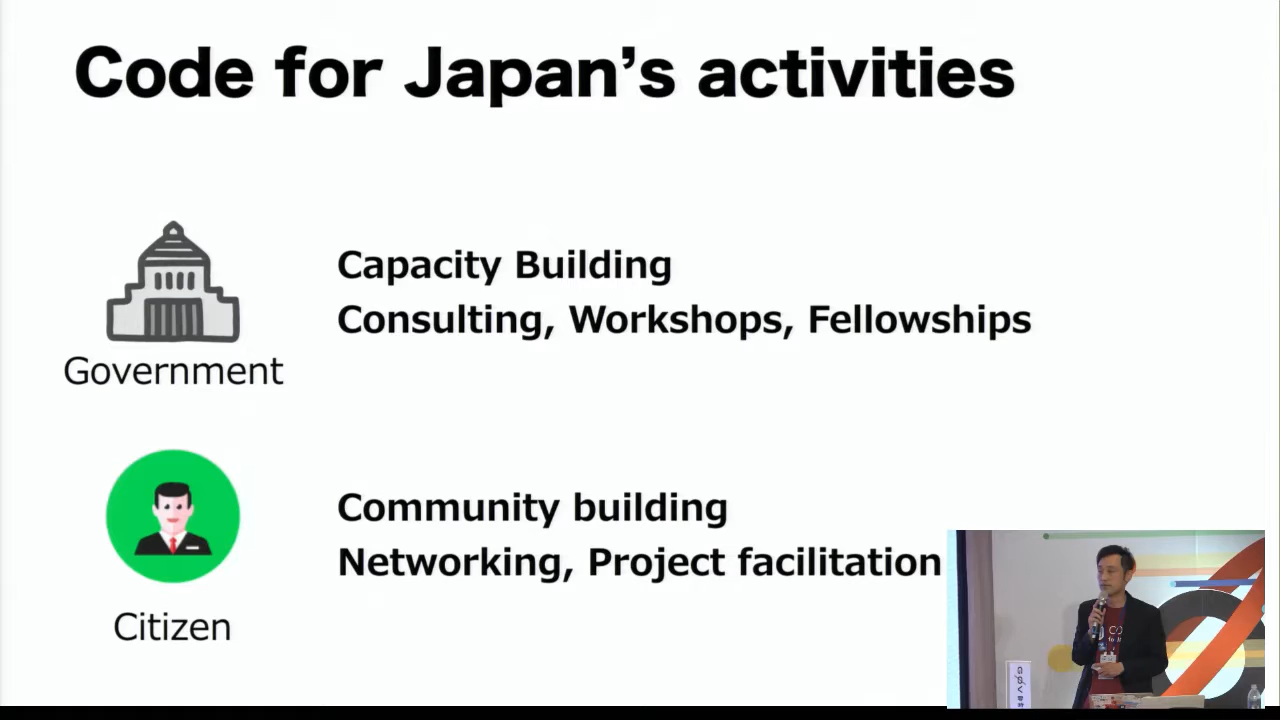 Code for Japan’s activities
Capacity Building
Consulting, Workshops, Fellowships
Government
Community building
Networking, Project facilitation
Citizen